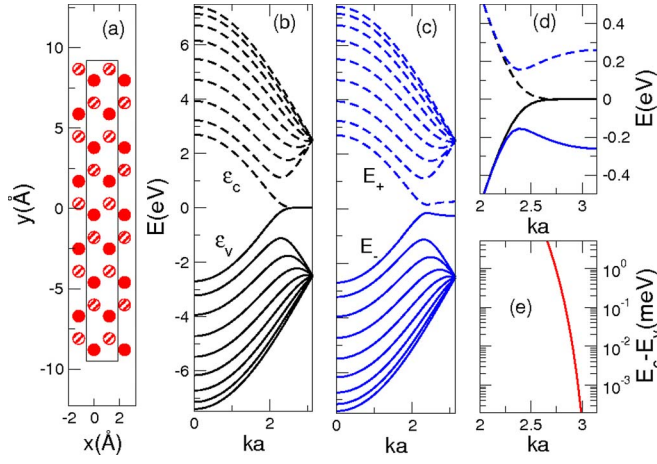 (a)
y(Å)
10
5
0
-5
-10
-2 0 2
x(Å)
(b)
E(eV)
6
4
2
0
-2
-4
-6
ε_c
ε_v
0 2
ka
(c)
E_+
E_-
0 2
ka
(d)
E(eV)
0.4
0.2
0
-0.2
-0.4
2 2.5 3
ka
(e)
E_c-E_v(meV)
10^0
10^-1
10^-2
10^-3
2 2.5 3
ka